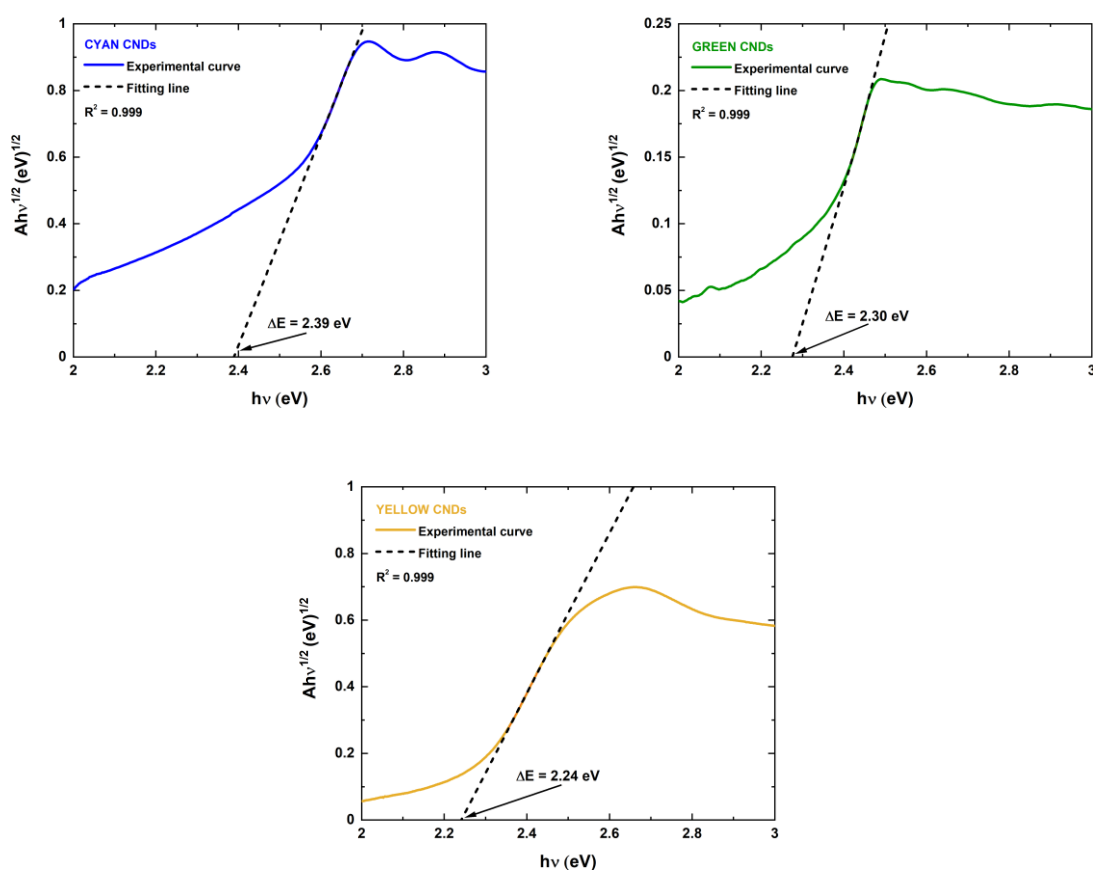 CYAN CNDs
Experimental curve
Fitting line
R² = 0.999
ΔE = 2.39 eV
Ahν^1/2 (eV)^1/2
1
0.8
0.6
0.4
0.2
0
2 2.2 2.4 2.6 2.8 3
hν (eV)
GREEN CNDs
Experimental curve
Fitting line
R² = 0.999
ΔE = 2.30 eV
Ahν^1/2 (eV)^1/2
0.25
0.2
0.15
0.1
0.05
0
2 2.2 2.4 2.6 2.8 3
hν (eV)
YELLOW CNDs
Experimental curve
Fitting line
R² = 0.999
ΔE = 2.24 eV
Ahν^1/2 (eV)^1/2
1
0.8
0.6
0.4
0.2
0
2 2.2 2.4 2.6 2.8 3
hν (eV)